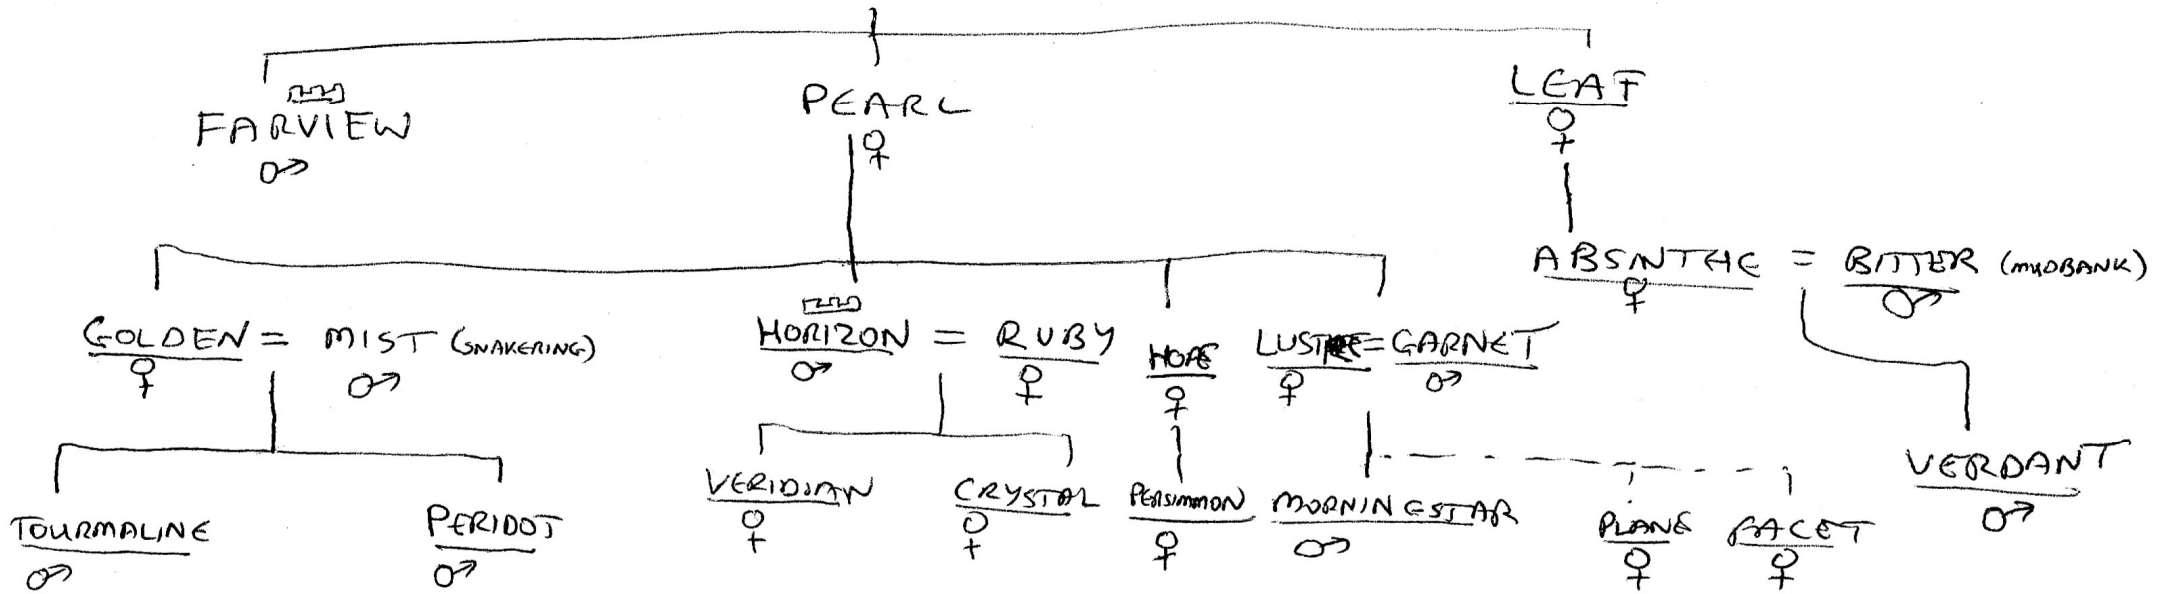 FARVIEW
♂
PEARL
♀
LEAF
♀
GOLDEN = MIST (SNAKERING)
♀ ♂
HORIZON = RUBY
♂ ♀
HOPE
♀
LUSTRE = GARNET
♀ ♂
ABSINTHE = BITTER (MUDBANK)
♀ ♂
TOURMALINE
♂
PERIDOT
♂
VERIDIAN
♀
CRYSTAL
♀
PERSIMMON
♀
MORNINGSTAR
♂
PLANE
♀
FACET
♀
VERDANT
♂